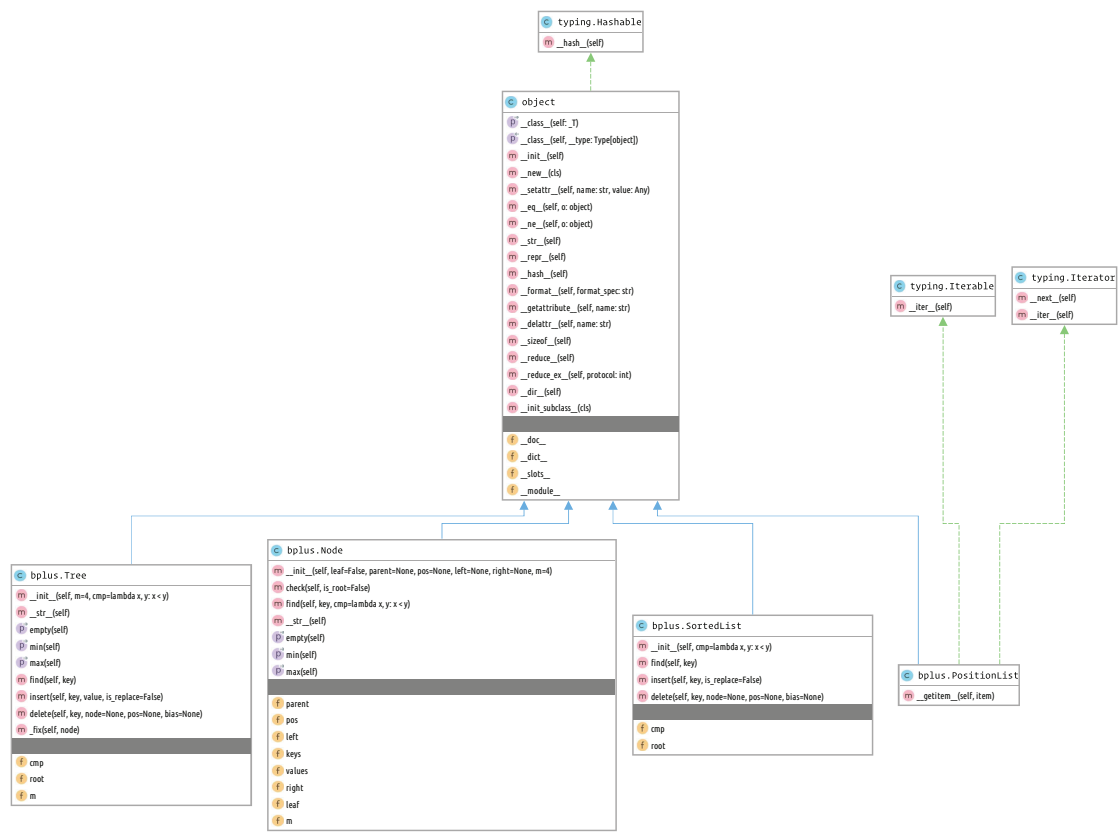 typing.Hashable
__hash__(self)
object
__class__(self: _T)
__class__(self, __type: Type[object])
__init__(self)
__new__(cls)
__setattr__(self, name: str, value: Any)
__eq__(self, o: object)
__ne__(self, o: object)
__str__(self)
__repr__(self)
__hash__(self)
__format__(self, format_spec: str)
__getattribute__(self, name: str)
__delattr__(self, name: str)
__sizeof__(self)
__reduce__(self)
__reduce_ex__(self, protocol: int)
__dir__(self)
__init_subclass__(cls)
__doc__
__dict__
__slots__
__module__
typing.Iterable
__iter__(self)
typing.Iterator
__next__(self)
__iter__(self)
bplus.Tree
__init__(self, m=4, cmp=lambda x, y: x < y)
__str__(self)
empty(self)
min(self)
max(self)
find(self, key)
insert(self, key, value, is_replace=False)
delete(self, key, node=None, pos=None, bias=None)
_fix(self, node)
cmp
root
m
bplus.Node
__init__(self, leaf=False, parent=None, pos=None, left=None, right=None, m=4)
check(self, is_root=False)
find(self, key, cmp=lambda x, y: x < y)
__str__(self)
empty(self)
min(self)
max(self)
parent
pos
left
keys
values
right
leaf
m
bplus.SortedList
__init__(self, cmp=lambda x, y: x < y)
find(self, key)
insert(self, key, is_replace=False)
delete(self, key, node=None, pos=None, bias=None)
cmp
root
bplus.PositionList
__getitem__(self, item)